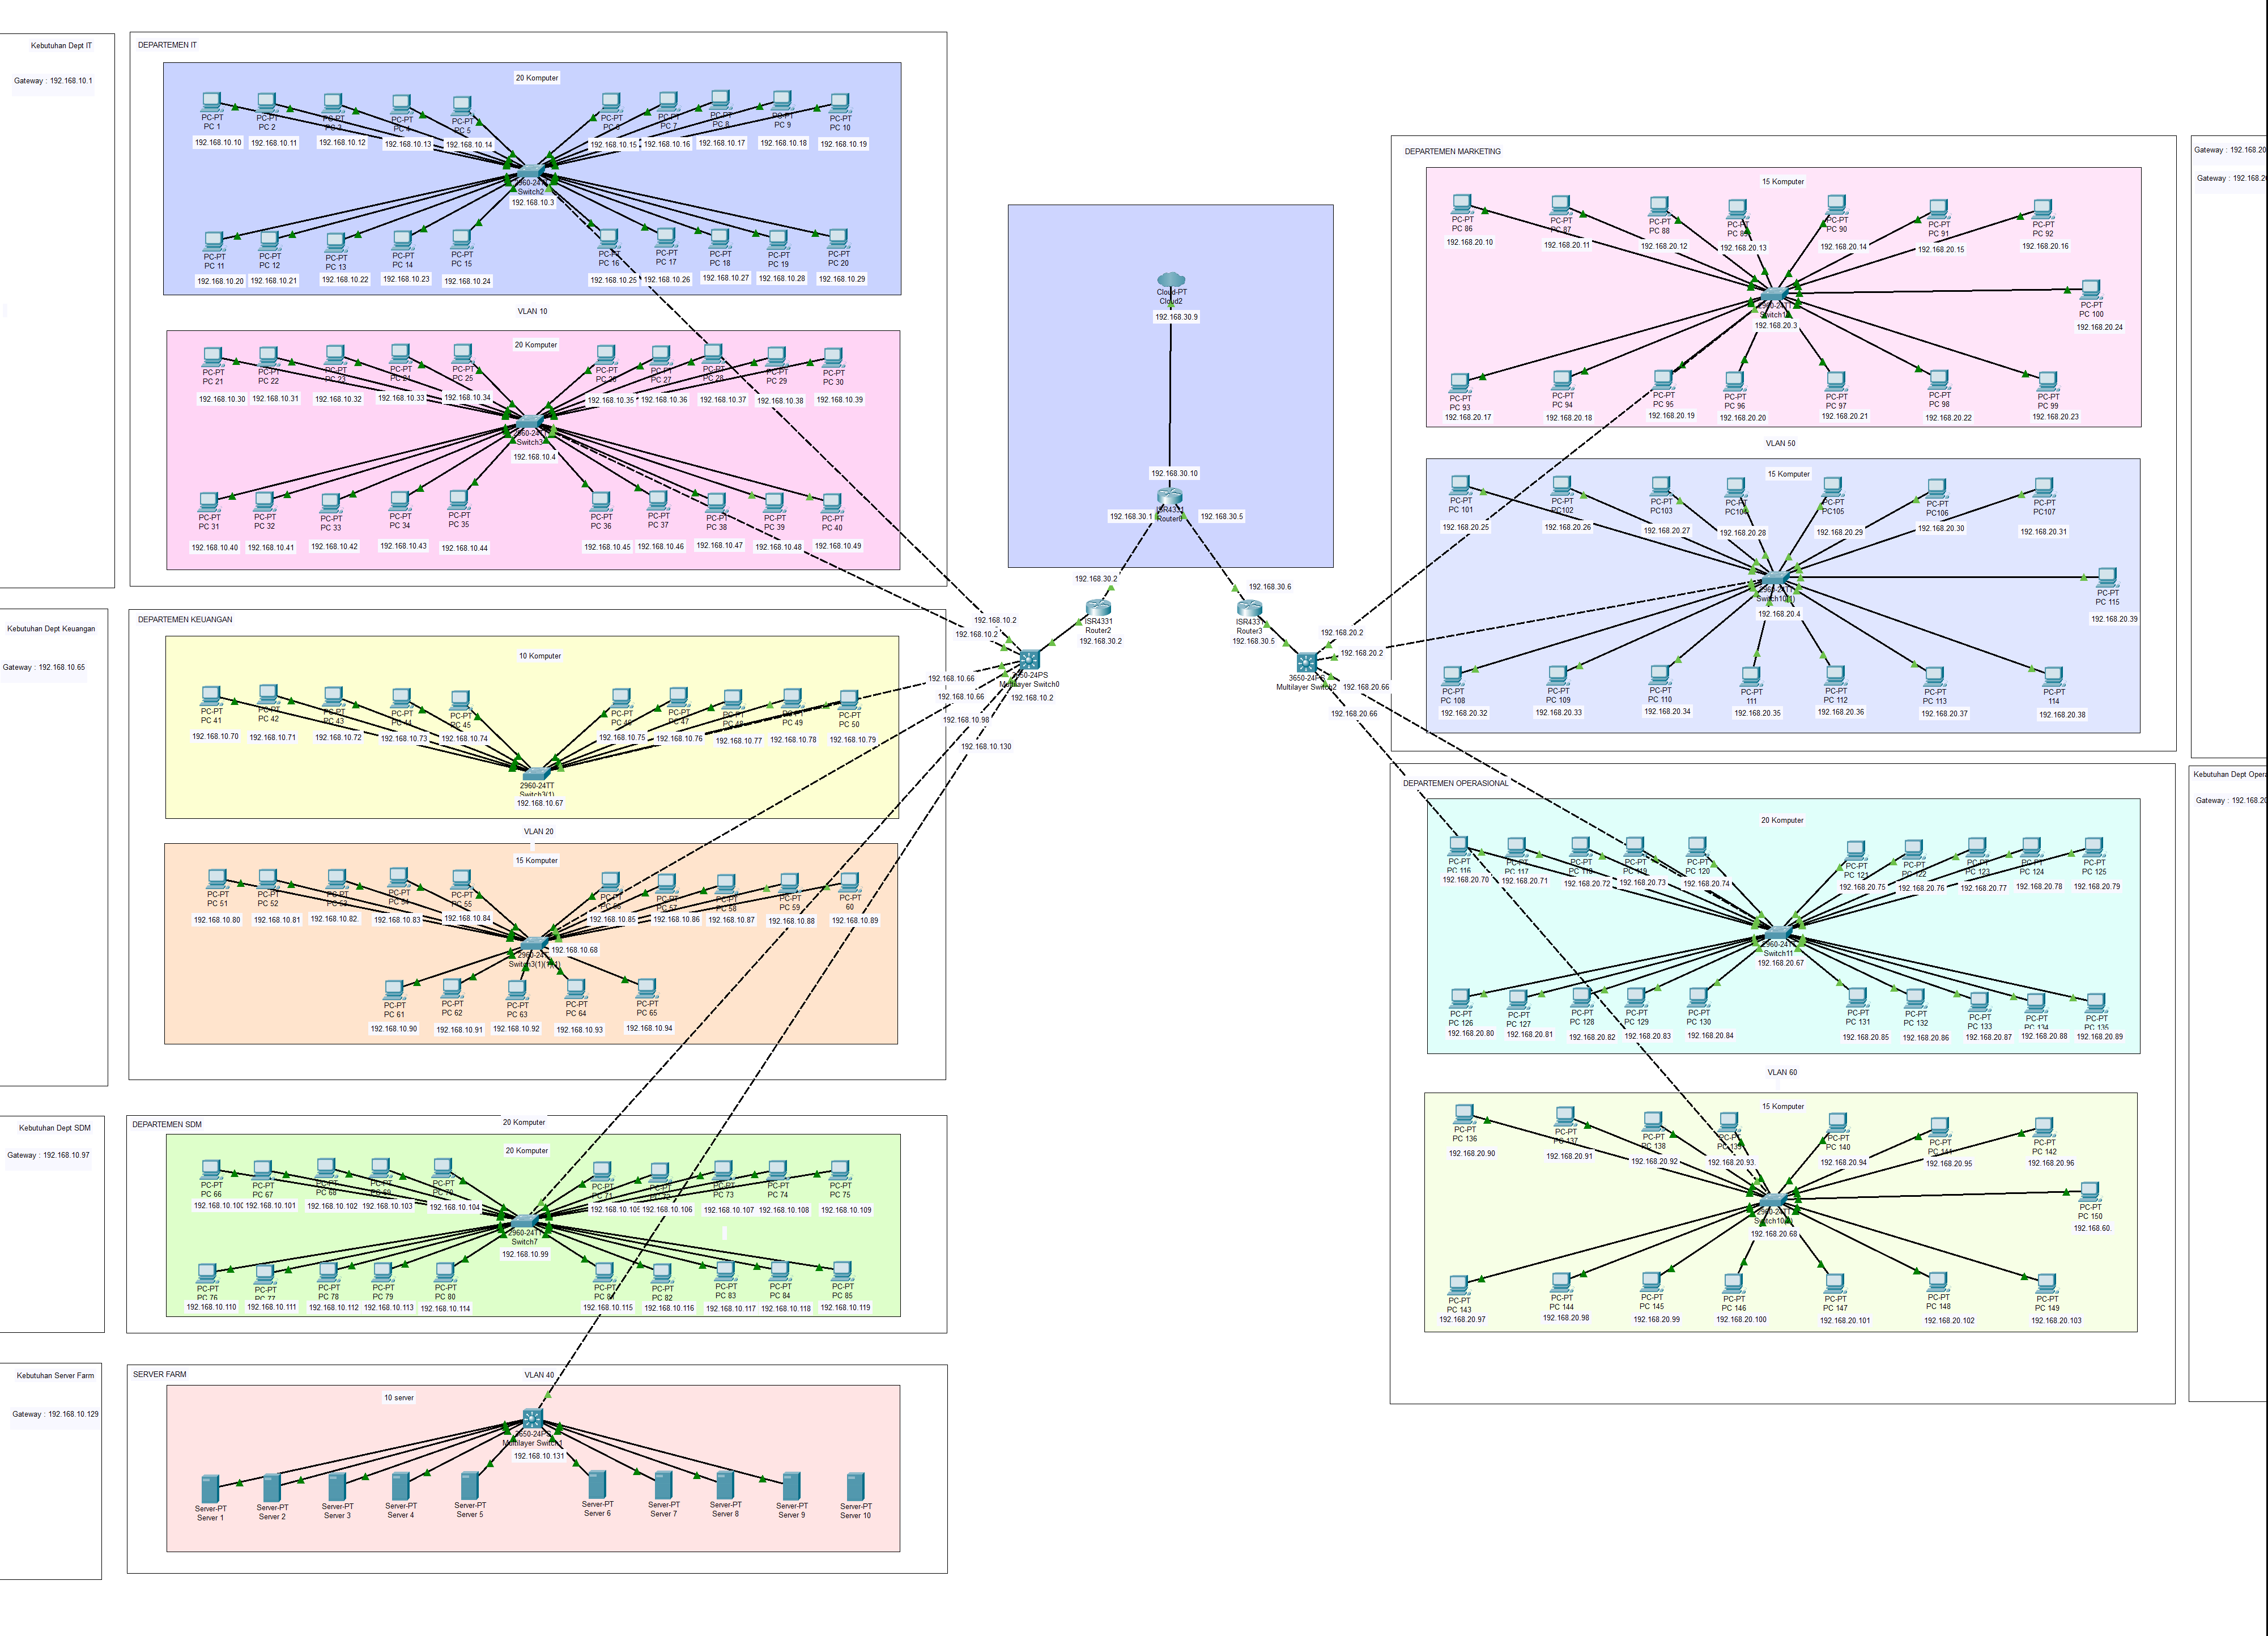 Kebutuhan Dept IT
Gateway : 192.168.10.1
DEPARTEMEN IT
20 Komputer
PC-PT PC-PT PC-PT PC-PT PC-PT PC-PT PC-PT PC-PT PC-PT PC-PT
PC 1 PC 2 PC 3 PC 4 PC 5 PC 6 PC 7 PC 8 PC 9 PC 10
192.168.10.10 192.168.10.11 192.168.10.12 192.168.10.13 192.168.10.14 192.168.10.15 192.168.10.16 192.168.10.17 192.168.10.18 192.168.10.19
2960-24TT
Switch2
192.168.10.3
PC-PT PC-PT PC-PT PC-PT PC-PT PC-PT PC-PT PC-PT PC-PT PC-PT
PC 11 PC 12 PC 13 PC 14 PC 15 PC 16 PC 17 PC 18 PC 19 PC 20
192.168.10.20 192.168.10.21 192.168.10.22 192.168.10.23 192.168.10.24 192.168.10.25 192.168.10.26 192.168.10.27 192.168.10.28 192.168.10.29
VLAN 10
20 Komputer
PC-PT PC-PT PC-PT PC-PT PC-PT PC-PT PC-PT PC-PT PC-PT PC-PT
PC 21 PC 22 PC 23 PC 24 PC 25 PC 26 PC 27 PC 28 PC 29 PC 30
192.168.10.30 192.168.10.31 192.168.10.32 192.168.10.33 192.168.10.34 192.168.10.35 192.168.10.36 192.168.10.37 192.168.10.38 192.168.10.39
2960-24TT
Switch3
192.168.10.4
PC-PT PC-PT PC-PT PC-PT PC-PT PC-PT PC-PT PC-PT PC-PT PC-PT
PC 31 PC 32 PC 33 PC 34 PC 35 PC 36 PC 37 PC 38 PC 39 PC 40
192.168.10.40 192.168.10.41 192.168.10.42 192.168.10.43 192.168.10.44 192.168.10.45 192.168.10.46 192.168.10.47 192.168.10.48 192.168.10.49
Kebutuhan Dept Keuangan
Gateway : 192.168.10.65
DEPARTEMEN KEUANGAN
10 Komputer
PC-PT PC-PT PC-PT PC-PT PC-PT PC-PT PC-PT PC-PT PC-PT PC-PT
PC 41 PC 42 PC 43 PC 44 PC 45 PC 46 PC 47 PC 48 PC 49 PC 50
192.168.10.70 192.168.10.71 192.168.10.72 192.168.10.73 192.168.10.74 192.168.10.75 192.168.10.76 192.168.10.77 192.168.10.78 192.168.10.79
2960-24TT
Switch3(1)
192.168.10.67
VLAN 20
15 Komputer
PC-PT PC-PT PC-PT PC-PT PC-PT PC-PT PC-PT PC-PT PC-PT PC-PT
PC 51 PC 52 PC 53 PC 54 PC 55 PC 56 PC 57 PC 58 PC 59 60
192.168.10.80 192.168.10.81 192.168.10.82. 192.168.10.83 192.168.10.84 192.168.10.85 192.168.10.86 192.168.10.87 192.168.10.88 192.168.10.89
192.168.10.68
2960-24TT
Switch3(1)(1)(1)
PC-PT PC-PT PC-PT PC-PT PC-PT
PC 61 PC 62 PC 63 PC 64 PC 65
192.168.10.90 192.168.10.91 192.168.10.92 192.168.10.93 192.168.10.94
Kebutuhan Dept SDM
Gateway : 192.168.10.97
DEPARTEMEN SDM
20 Komputer
20 Komputer
PC-PT PC-PT PC-PT PC-PT PC-PT PC-PT PC-PT PC-PT PC-PT PC-PT
PC 66 PC 67 PC 68 PC 69 PC 70 PC 71 PC 72 PC 73 PC 74 PC 75
192.168.10.100 192.168.10.101 192.168.10.102 192.168.10.103 192.168.10.104 192.168.10.105 192.168.10.106 192.168.10.107 192.168.10.108 192.168.10.109
2960-24TT
Switch7
192.168.10.99
PC-PT PC-PT PC-PT PC-PT PC-PT PC-PT PC-PT PC-PT PC-PT PC-PT
PC 76 PC 77 PC 78 PC 79 PC 80 PC 82 PC 83 PC 84 PC 85
192.168.10.110 192.168.10.111 192.168.10.112 192.168.10.113 192.168.10.114 192.168.10.115 192.168.10.116 192.168.10.117 192.168.10.118 192.168.10.119
Kebutuhan Server Farm
Gateway : 192.168.10.129
SERVER FARM
VLAN 40
10 server
3650-24PS
Multilayer Switch1
192.168.10.131
Server-PT Server-PT Server-PT Server-PT Server-PT Server-PT Server-PT Server-PT Server-PT Server-PT
Server 1 Server 2 Server 3 Server 4 Server 5 Server 6 Server 7 Server 8 Server 9 Server 10
Cloud-PT
Cloud2
192.168.30.9
192.168.30.10
ISR4331
Router0
192.168.30.1
192.168.30.5
192.168.30.2
192.168.30.6
ISR4331
Router2
192.168.30.2
ISR4331
Router3
192.168.30.5
192.168.10.2
192.168.10.2
192.168.10.66
192.168.10.66
192.168.10.98
192.168.10.130
3650-24PS
Multilayer Switch0
192.168.10.2
192.168.20.2
192.168.20.2
192.168.20.66
192.168.20.66
3650-24PS
Multilayer Switch2
DEPARTEMEN MARKETING
15 Komputer
PC-PT PC-PT PC-PT PC-PT PC-PT PC-PT PC-PT
PC 86 PC 87 PC 88 PC 89 PC 90 PC 91 PC 92
192.168.20.10 192.168.20.11 192.168.20.12 192.168.20.13 192.168.20.14 192.168.20.15 192.168.20.16
PC-PT
PC 100
192.168.20.24
2960-24TT
192.168.20.3
PC-PT PC-PT PC-PT PC-PT PC-PT PC-PT PC-PT
PC 93 PC 94 PC 95 PC 96 PC 97 PC 98 PC 99
192.168.20.17 192.168.20.18 192.168.20.19 192.168.20.20 192.168.20.21 192.168.20.22 192.168.20.23
VLAN 50
15 Komputer
PC-PT PC-PT PC-PT PC-PT PC-PT PC-PT PC-PT
PC 101 PC102 PC103 PC104 PC105 PC106 PC107
192.168.20.25 192.168.20.26 192.168.20.27 192.168.20.28 192.168.20.29 192.168.20.30 192.168.20.31
PC-PT
PC 115
192.168.20.39
2960-24TT
Switch10(1)
192.168.20.4
PC-PT PC-PT PC-PT PC-PT PC-PT PC-PT PC-PT
PC 108 PC 109 PC 110 111 PC 112 PC 113 114
192.168.20.32 192.168.20.33 192.168.20.34 192.168.20.35 192.168.20.36 192.168.20.37 192.168.20.38
Gateway : 192.168.20
Gateway : 192.168.20
DEPARTEMEN OPERASIONAL
20 Komputer
PC-PT PC-PT PC-PT PC-PT PC-PT PC-PT PC-PT PC-PT PC-PT PC-PT
PC 116 PC 117 PC 118 PC 119 PC 120 PC 121 PC 122 PC 123 PC 124 PC 125
192.168.20.70 192.168.20.71 192.168.20.72 192.168.20.73 192.168.20.74 192.168.20.75 192.168.20.76 192.168.20.77 192.168.20.78 192.168.20.79
2960-24TT
Switch11
192.168.20.67
PC-PT PC-PT PC-PT PC-PT PC-PT PC-PT PC-PT PC-PT PC-PT PC-PT
PC 126 PC 127 PC 128 PC 129 PC 130 PC 131 PC 132 PC 133 PC 134 PC 135
192.168.20.80 192.168.20.81 192.168.20.82 192.168.20.83 192.168.20.84 192.168.20.85 192.168.20.86 192.168.20.87 192.168.20.88 192.168.20.89
VLAN 60
15 Komputer
PC-PT PC-PT PC-PT PC-PT PC-PT PC-PT PC-PT
PC 136 PC 137 PC 138 PC 139 PC 140 PC 141 PC 142
192.168.20.90 192.168.20.91 192.168.20.92 192.168.20.93. 192.168.20.94 192.168.20.95 192.168.20.96
PC-PT
PC 150
192.168.60.
2960-24TT
192.168.20.68
PC-PT PC-PT PC-PT PC-PT PC-PT PC-PT PC-PT
PC 143 PC 144 PC 145 PC 146 PC 147 PC 148 PC 149
192.168.20.97 192.168.20.98 192.168.20.99 192.168.20.100 192.168.20.101 192.168.20.102 192.168.20.103
Kebutuhan Dept Opera
Gateway : 192.168.20